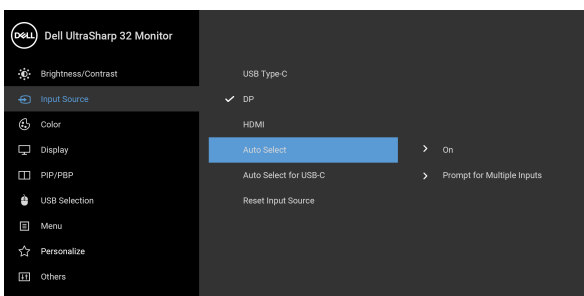 DELL Dell UltraSharp 32 Monitor
Brightness/Contrast USB Type-C
Input Source DP
Color HDMI
Display Auto Select On
PIP/PBP Auto Select for USB-C Prompt for Multiple Inputs
USB Selection Reset Input Source
Menu
Personalize
Others